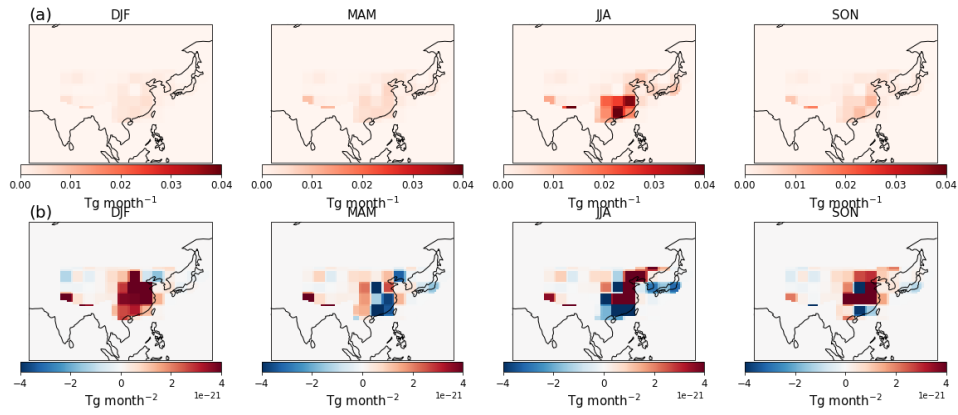 (a)
DJF MAM JJA SON
0.00 0.01 0.02 0.03 0.04 0.00 0.01 0.02 0.03 0.04 0.00 0.01 0.02 0.03 0.04 0.00 0.01 0.02 0.03 0.04
Tg month⁻¹ Tg month⁻¹ Tg month⁻¹ Tg month⁻¹
(b)
DJF MAM JJA SON
−4 −2 0 2 4 −4 −2 0 2 4 −4 −2 0 2 4 −4 −2 0 2 4
1e−21 1e−21 1e−21 1e−21
Tg month⁻² Tg month⁻² Tg month⁻² Tg month⁻²